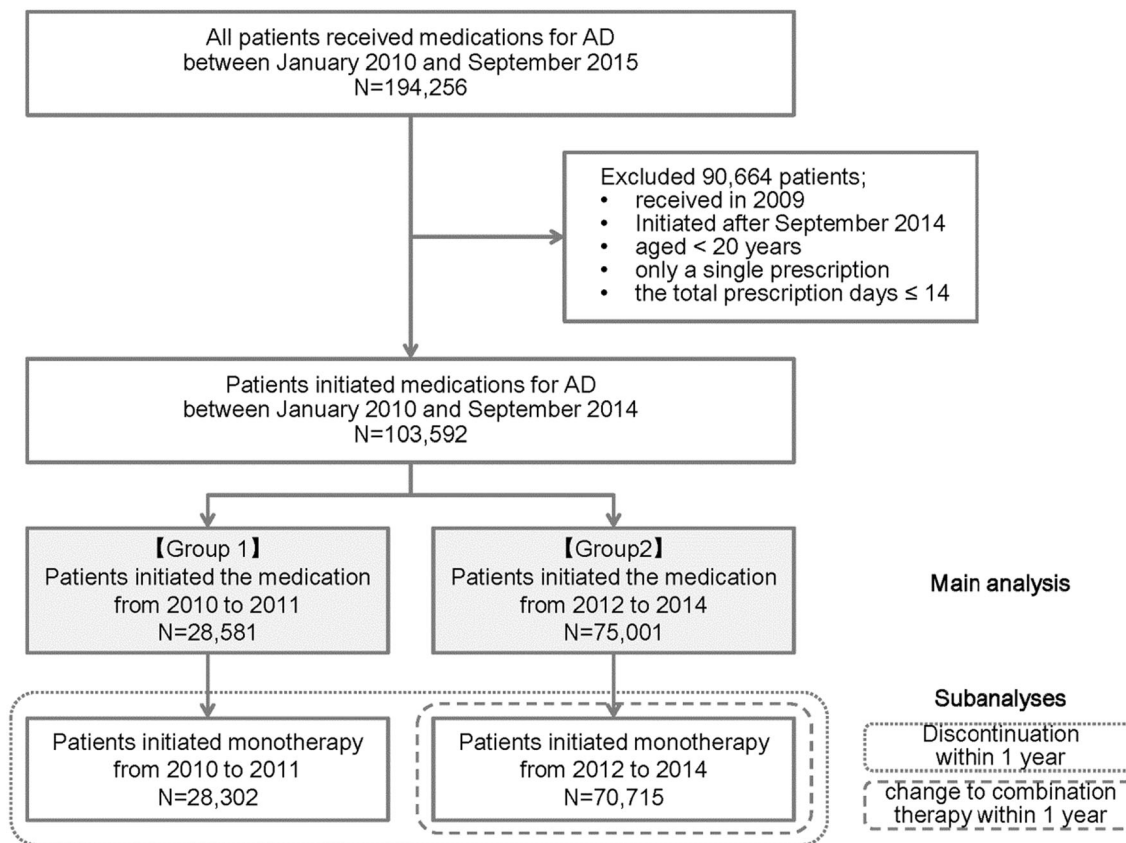 All patients received medications for AD
between January 2010 and September 2015
N=194,256
Excluded 90,664 patients;
• received in 2009
• Initiated after September 2014
• aged < 20 years
• only a single prescription
• the total prescription days ≤ 14
Patients initiated medications for AD
between January 2010 and September 2014
N=103,592
【Group 1】
Patients initiated the medication
from 2010 to 2011
N=28,581
【Group2】
Patients initiated the medication
from 2012 to 2014
N=75,001
Main analysis
Patients initiated monotherapy
from 2010 to 2011
N=28,302
Patients initiated monotherapy
from 2012 to 2014
N=70,715
Subanalyses
Discontinuation
within 1 year
change to combination
therapy within 1 year